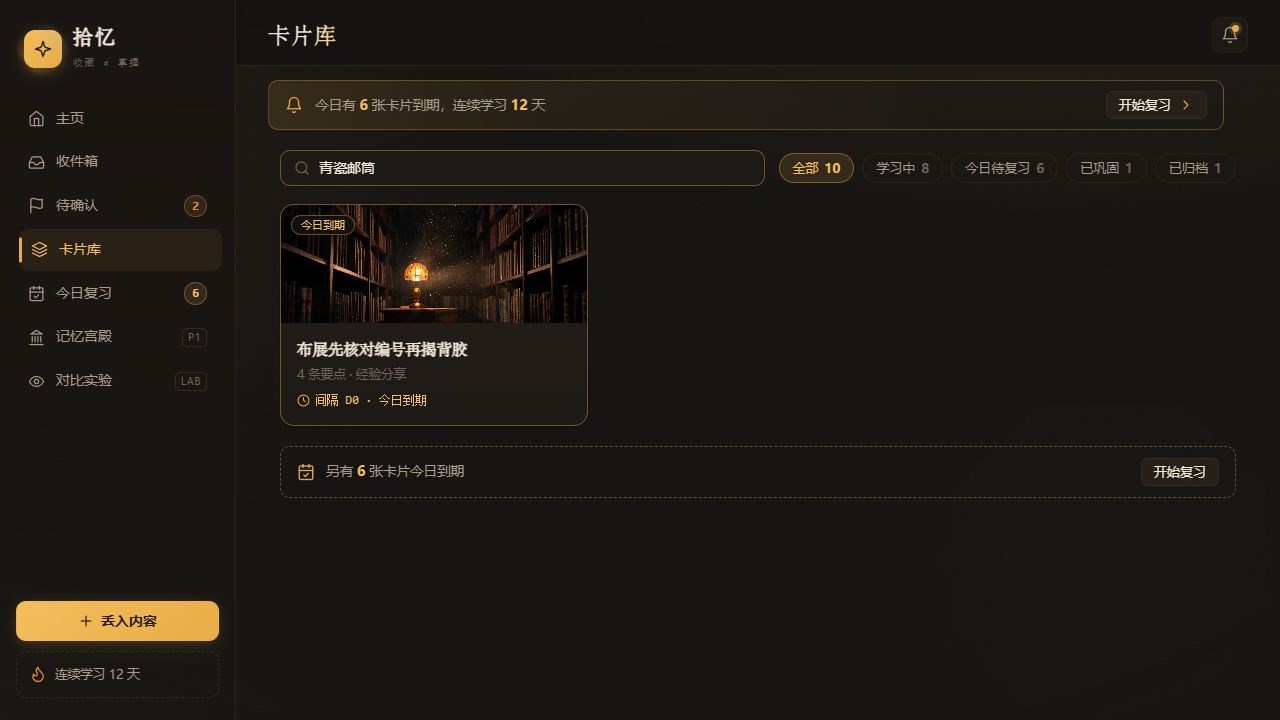 拾忆
收藏 ≠ 掌握
主页
收件箱
待确认 2
卡片库
今日复习 6
记忆宫殿 P1
对比实验 LAB
丢入内容
连续学习 12 天
卡片库
今日有 6 张卡片到期，连续学习 12 天
开始复习
青瓷邮筒
全部 10
学习中 8
今日待复习 6
已巩固 1
已归档 1
今日到期
布展先核对编号再揭背胶
4 条要点 · 经验分享
间隔 D0 · 今日到期
另有 6 张卡片今日到期
开始复习